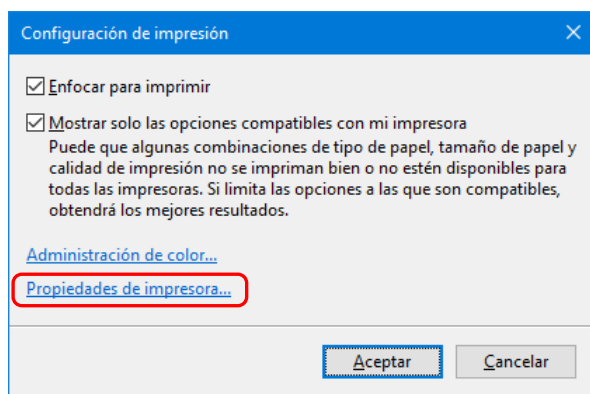 Configuración de impresión
Enfocar para imprimir
Mostrar solo las opciones compatibles con mi impresora
Puede que algunas combinaciones de tipo de papel, tamaño de papel y
calidad de impresión no se impriman bien o no estén disponibles para
todas las impresoras. Si limita las opciones a las que son compatibles,
obtendrá los mejores resultados.
Administración de color...
Propiedades de impresora...
Aceptar Cancelar